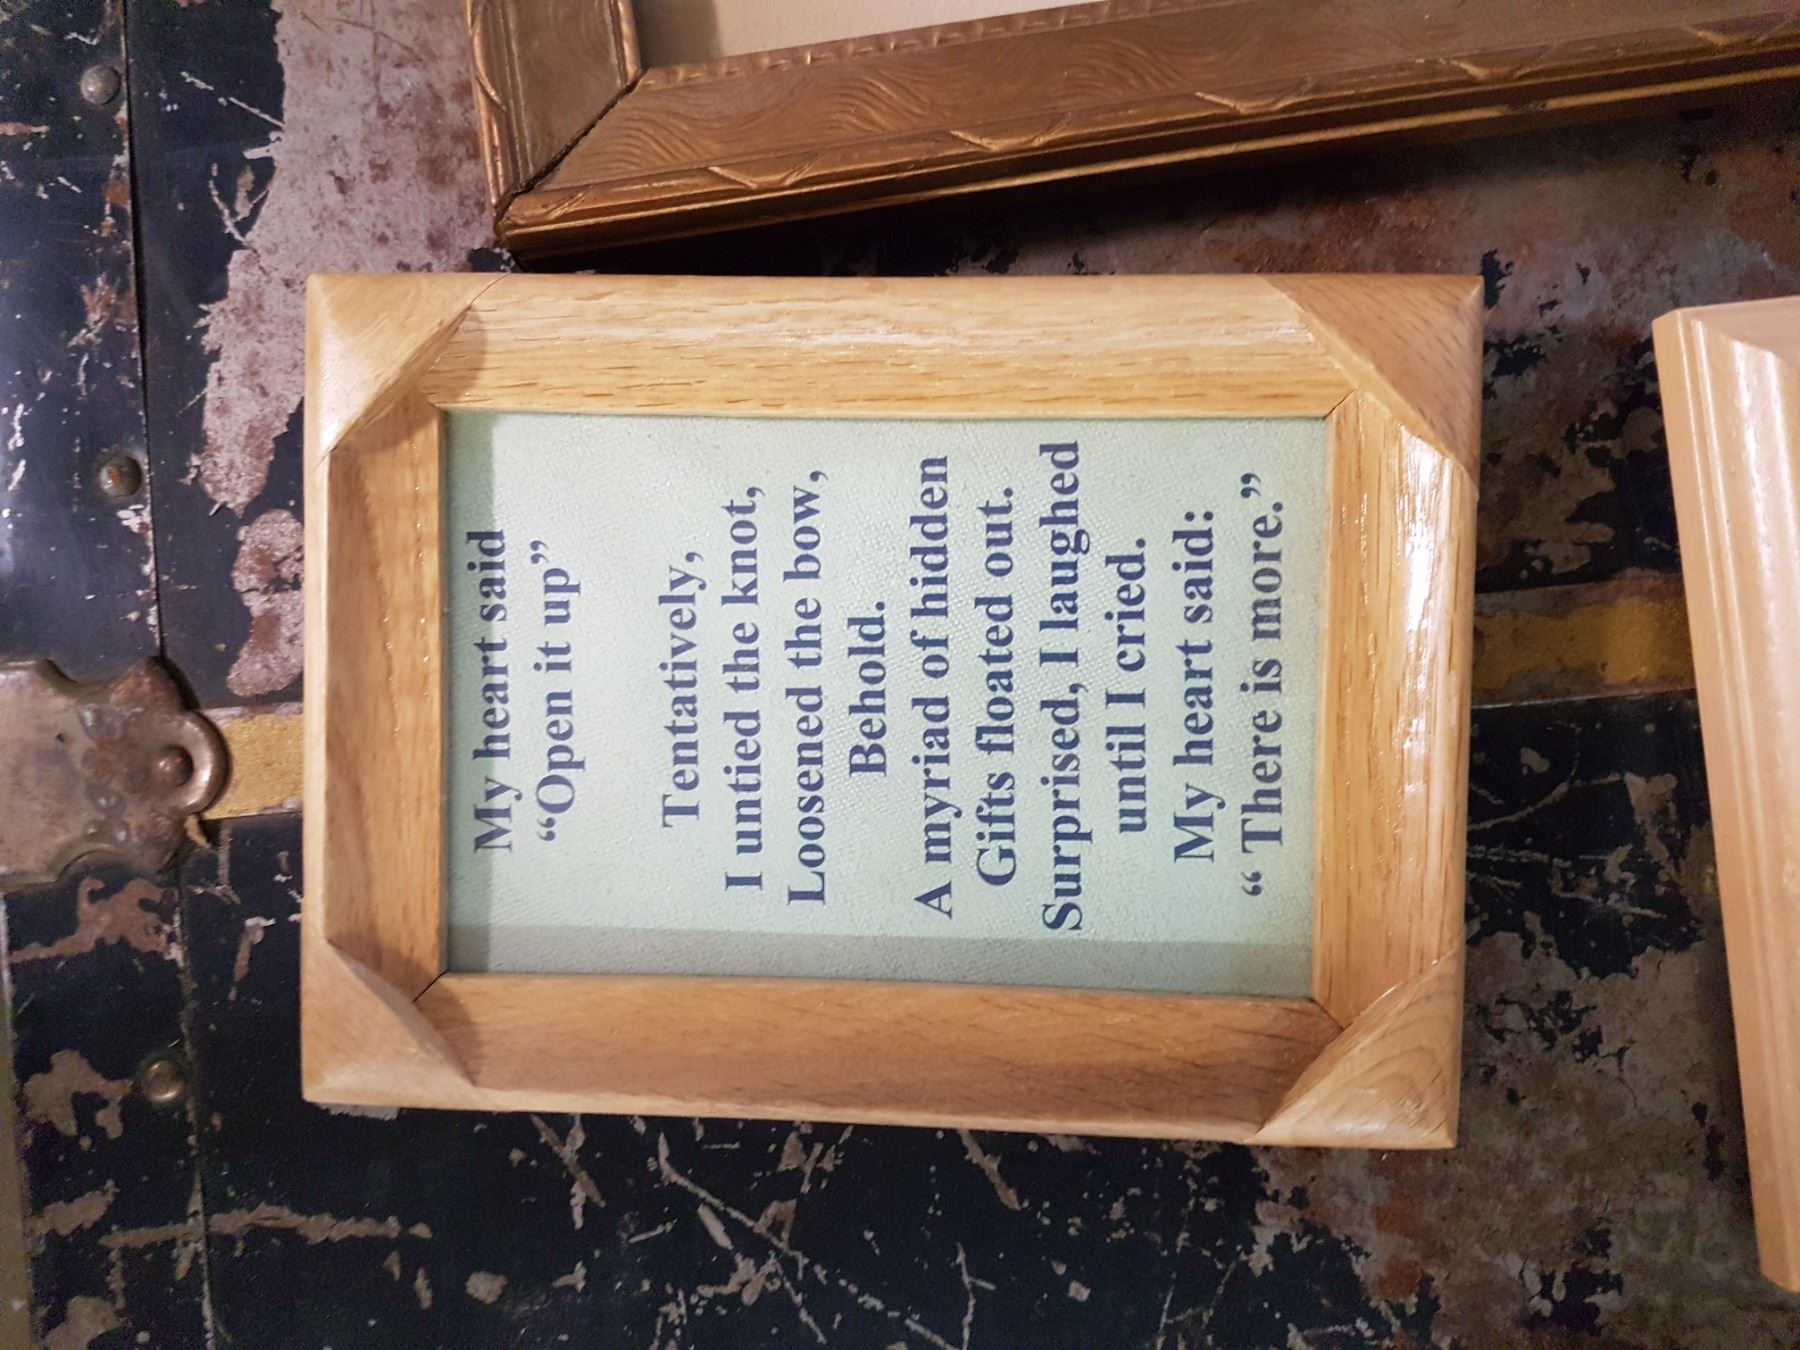 My heart said
“Open it up”
Tentatively,
I untied the knot,
Loosened the bow,
Behold.
A myriad of hidden
Gifts floated out.
Surprised, I laughed
until I cried.
My heart said:
“ There is more.”